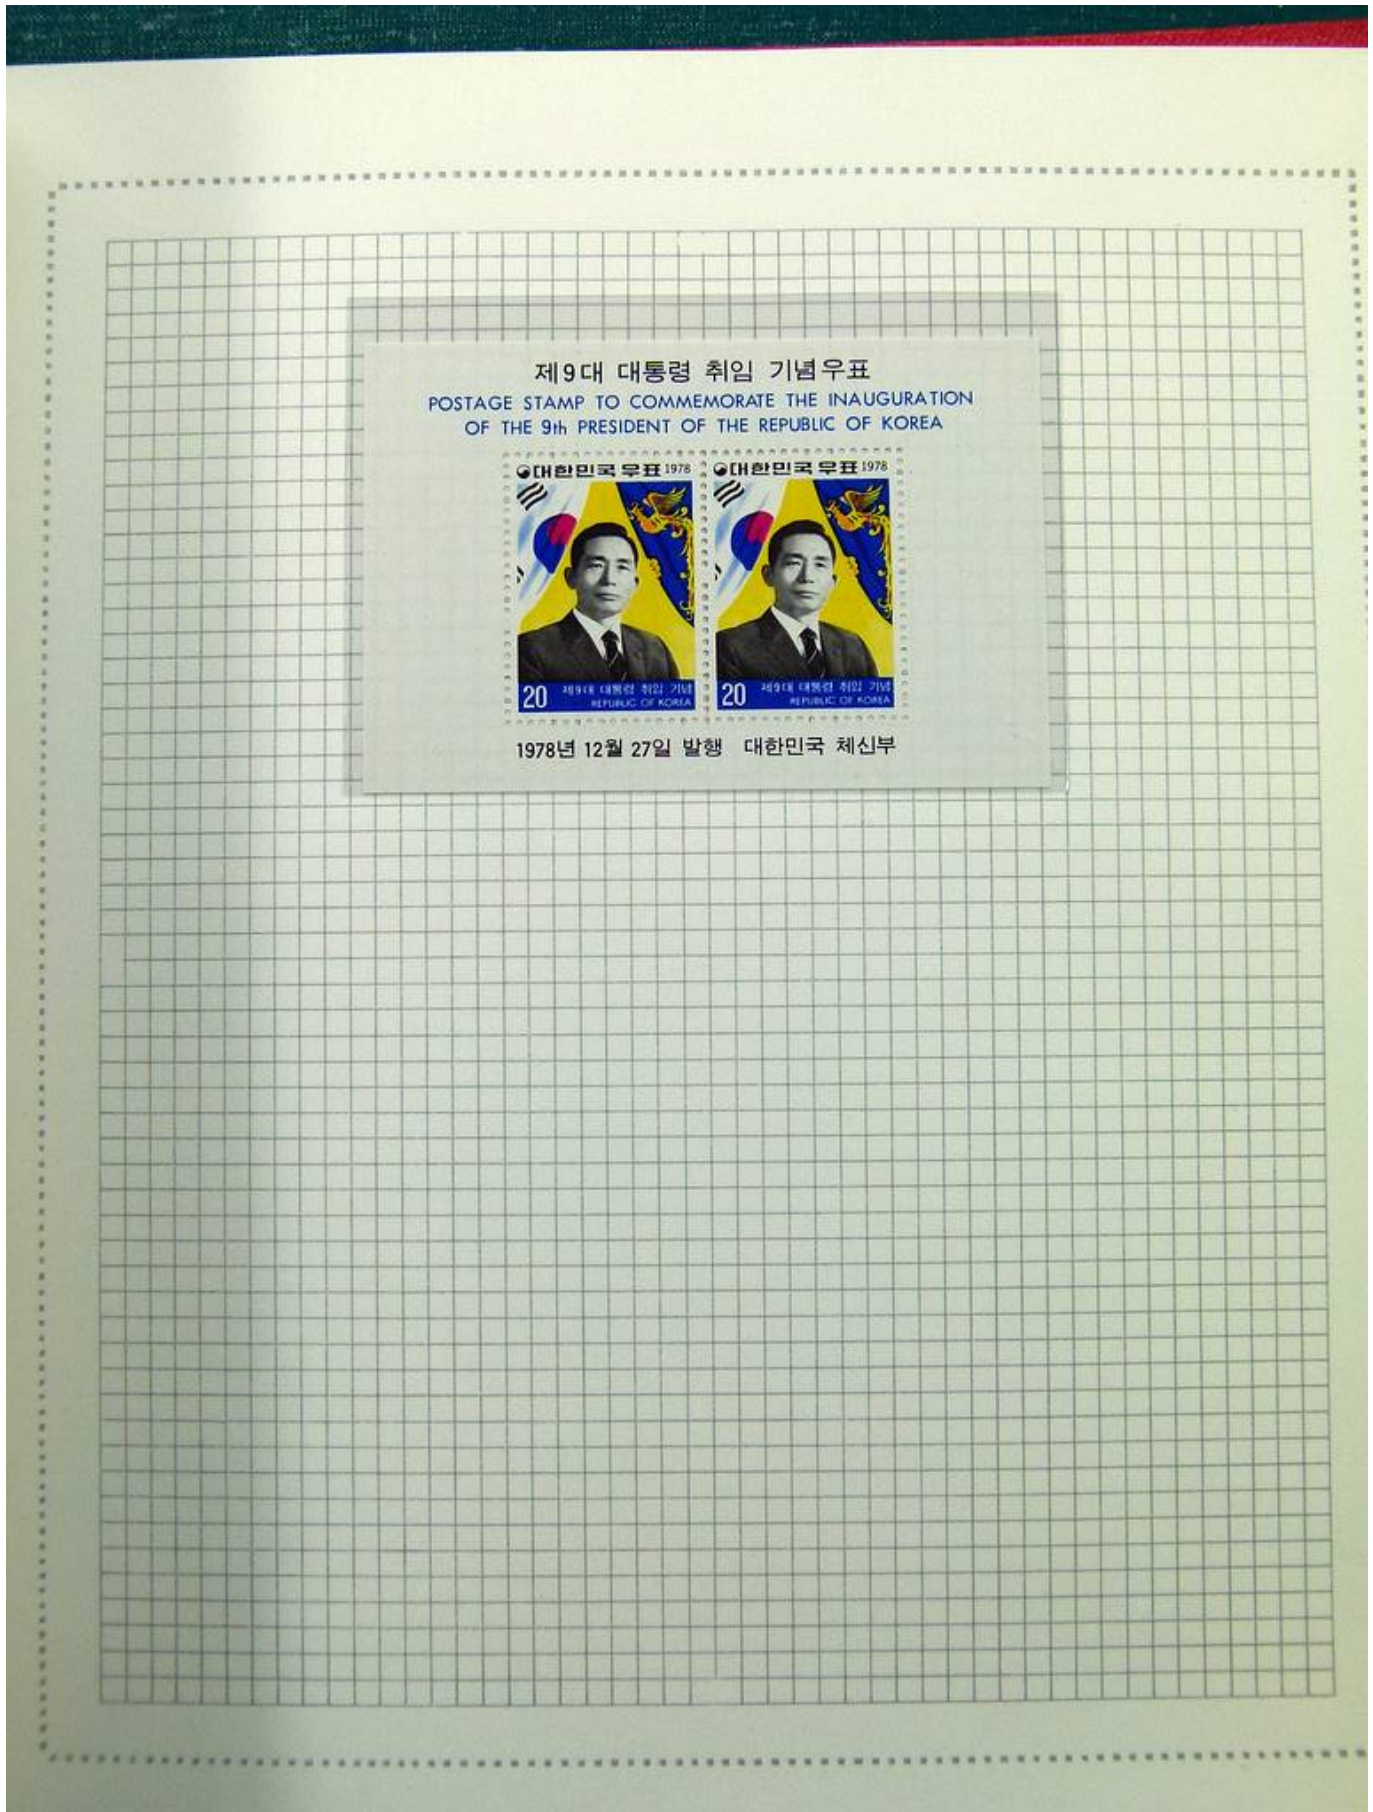 제9대 대통령 취임 기념우표
POSTAGE STAMP TO COMMEMORATE THE INAUGURATION
OF THE 9th PRESIDENT OF THE REPUBLIC OF KOREA
대한민국우표 1978
제9대 대통령 취임 기념
20
REPUBLIC OF KOREA
대한민국우표 1978
제9대 대통령 취임 기념
20
REPUBLIC OF KOREA
1978년 12월 27일 발행 대한민국 체신부